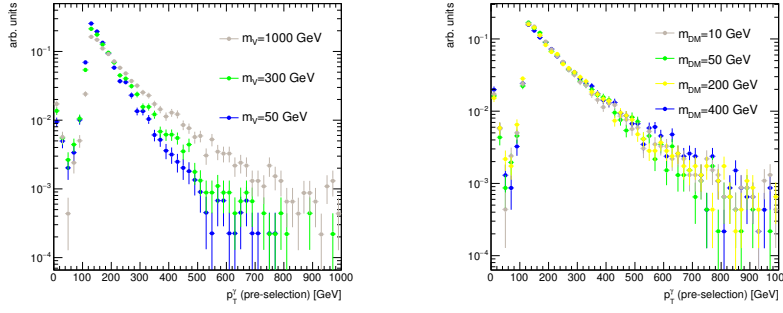 arb. units
10⁻¹
10⁻²
10⁻³
10⁻⁴
m_V=1000 GeV
m_V=300 GeV
m_V=50 GeV
0 100 200 300 400 500 600 700 800 900 1000
p_T^γ (pre-selection) [GeV]
arb. units
10⁻¹
10⁻²
10⁻³
10⁻⁴
m_DM=10 GeV
m_DM=50 GeV
m_DM=200 GeV
m_DM=400 GeV
0 100 200 300 400 500 600 700 800 900 1000
p_T^γ (pre-selection) [GeV]